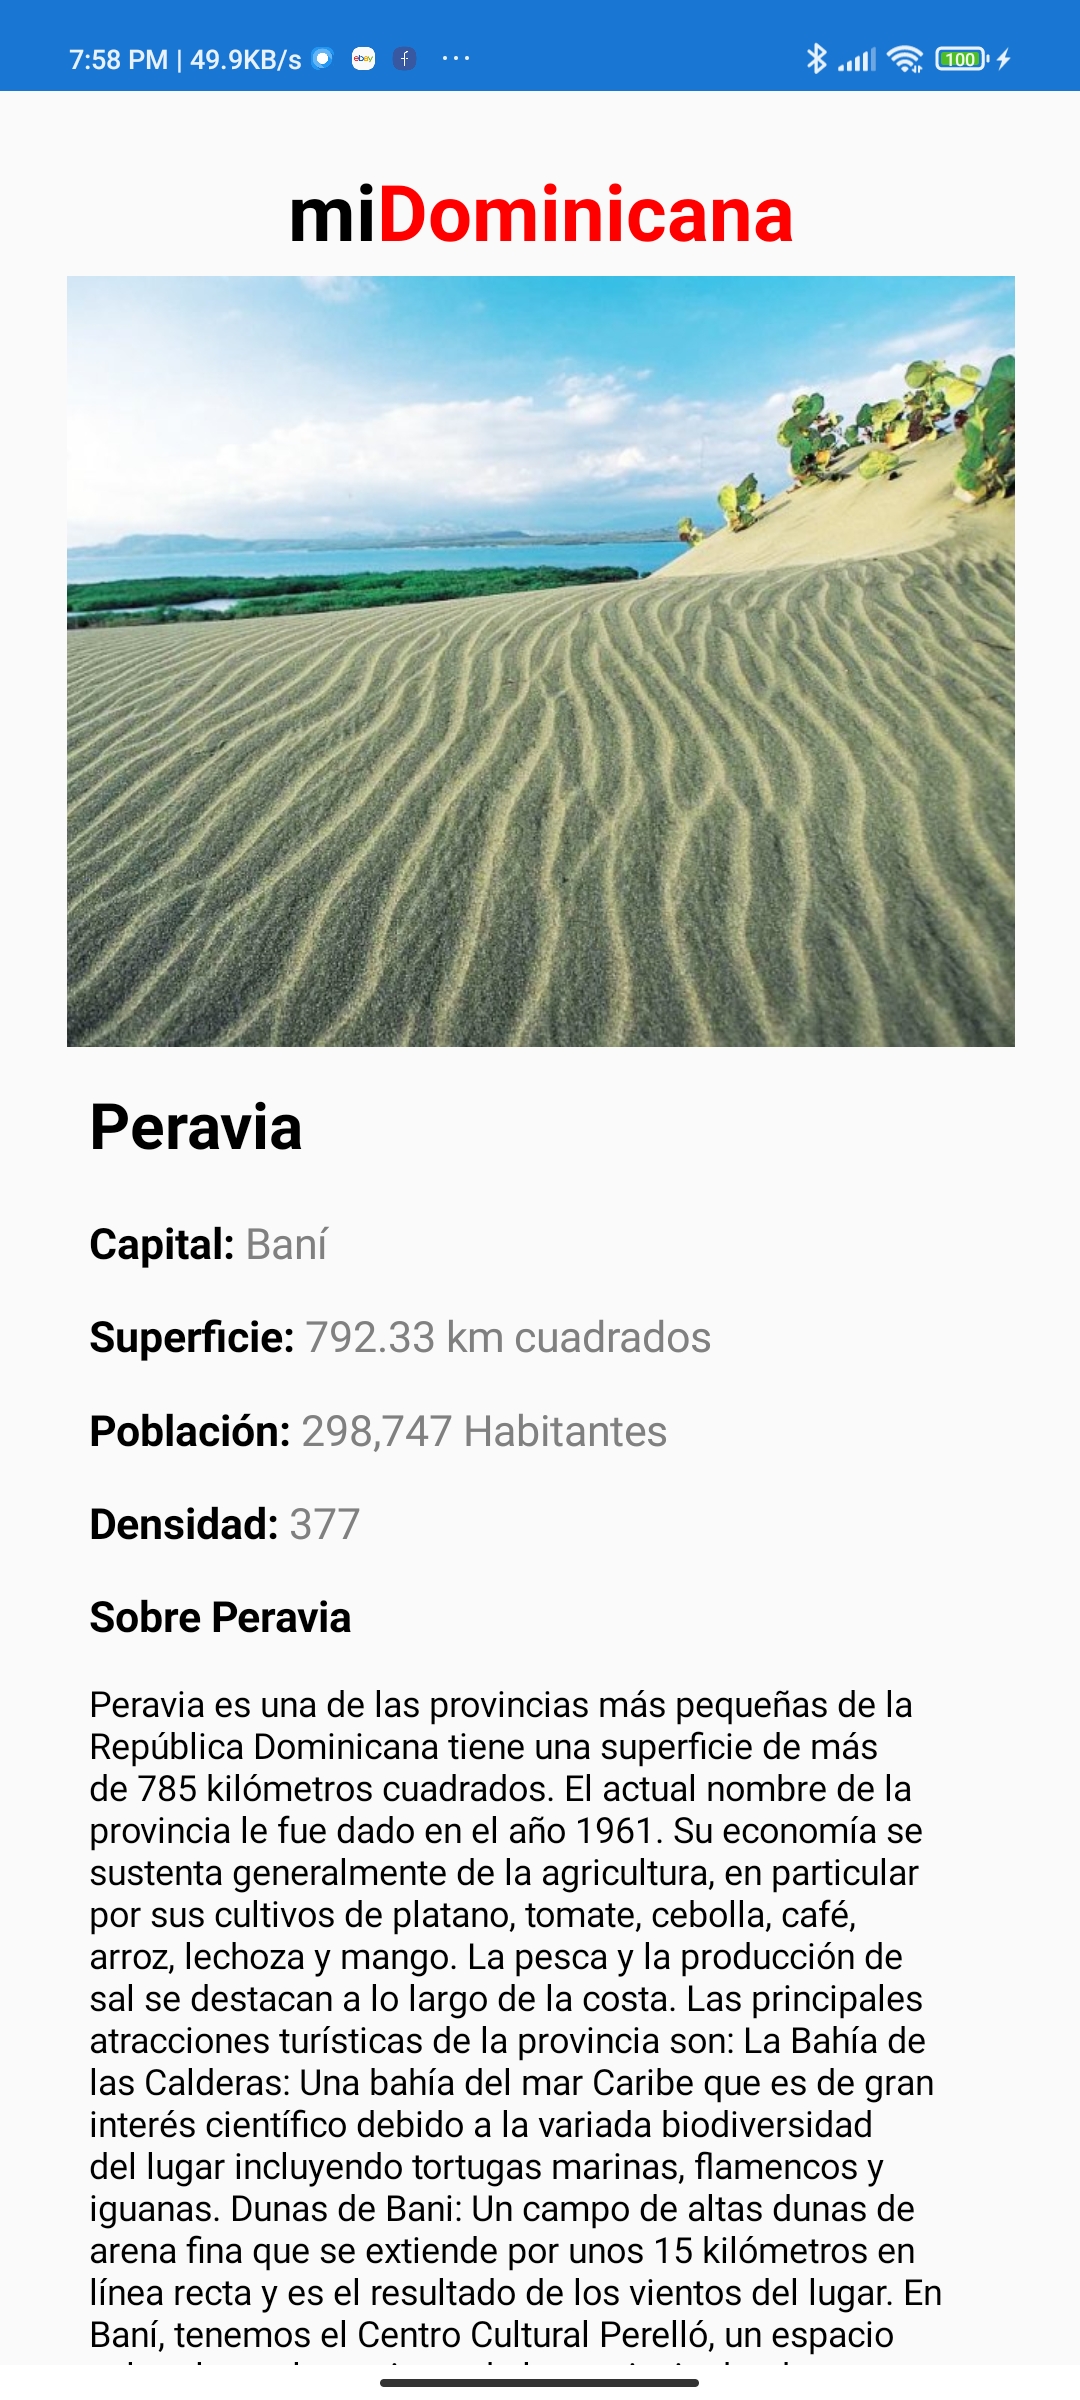 7:58 PM | 49.9KB/s
ebay
100
miDominicana
Peravia
Capital: Baní
Superficie: 792.33 km cuadrados
Población: 298,747 Habitantes
Densidad: 377
Sobre Peravia
Peravia es una de las provincias más pequeñas de la
República Dominicana tiene una superficie de más
de 785 kilómetros cuadrados. El actual nombre de la
provincia le fue dado en el año 1961. Su economía se
sustenta generalmente de la agricultura, en particular
por sus cultivos de platano, tomate, cebolla, café,
arroz, lechoza y mango. La pesca y la producción de
sal se destacan a lo largo de la costa. Las principales
atracciones turísticas de la provincia son: La Bahía de
las Calderas: Una bahía del mar Caribe que es de gran
interés científico debido a la variada biodiversidad
del lugar incluyendo tortugas marinas, flamencos y
iguanas. Dunas de Bani: Un campo de altas dunas de
arena fina que se extiende por unos 15 kilómetros en
línea recta y es el resultado de los vientos del lugar. En
Baní, tenemos el Centro Cultural Perelló, un espacio